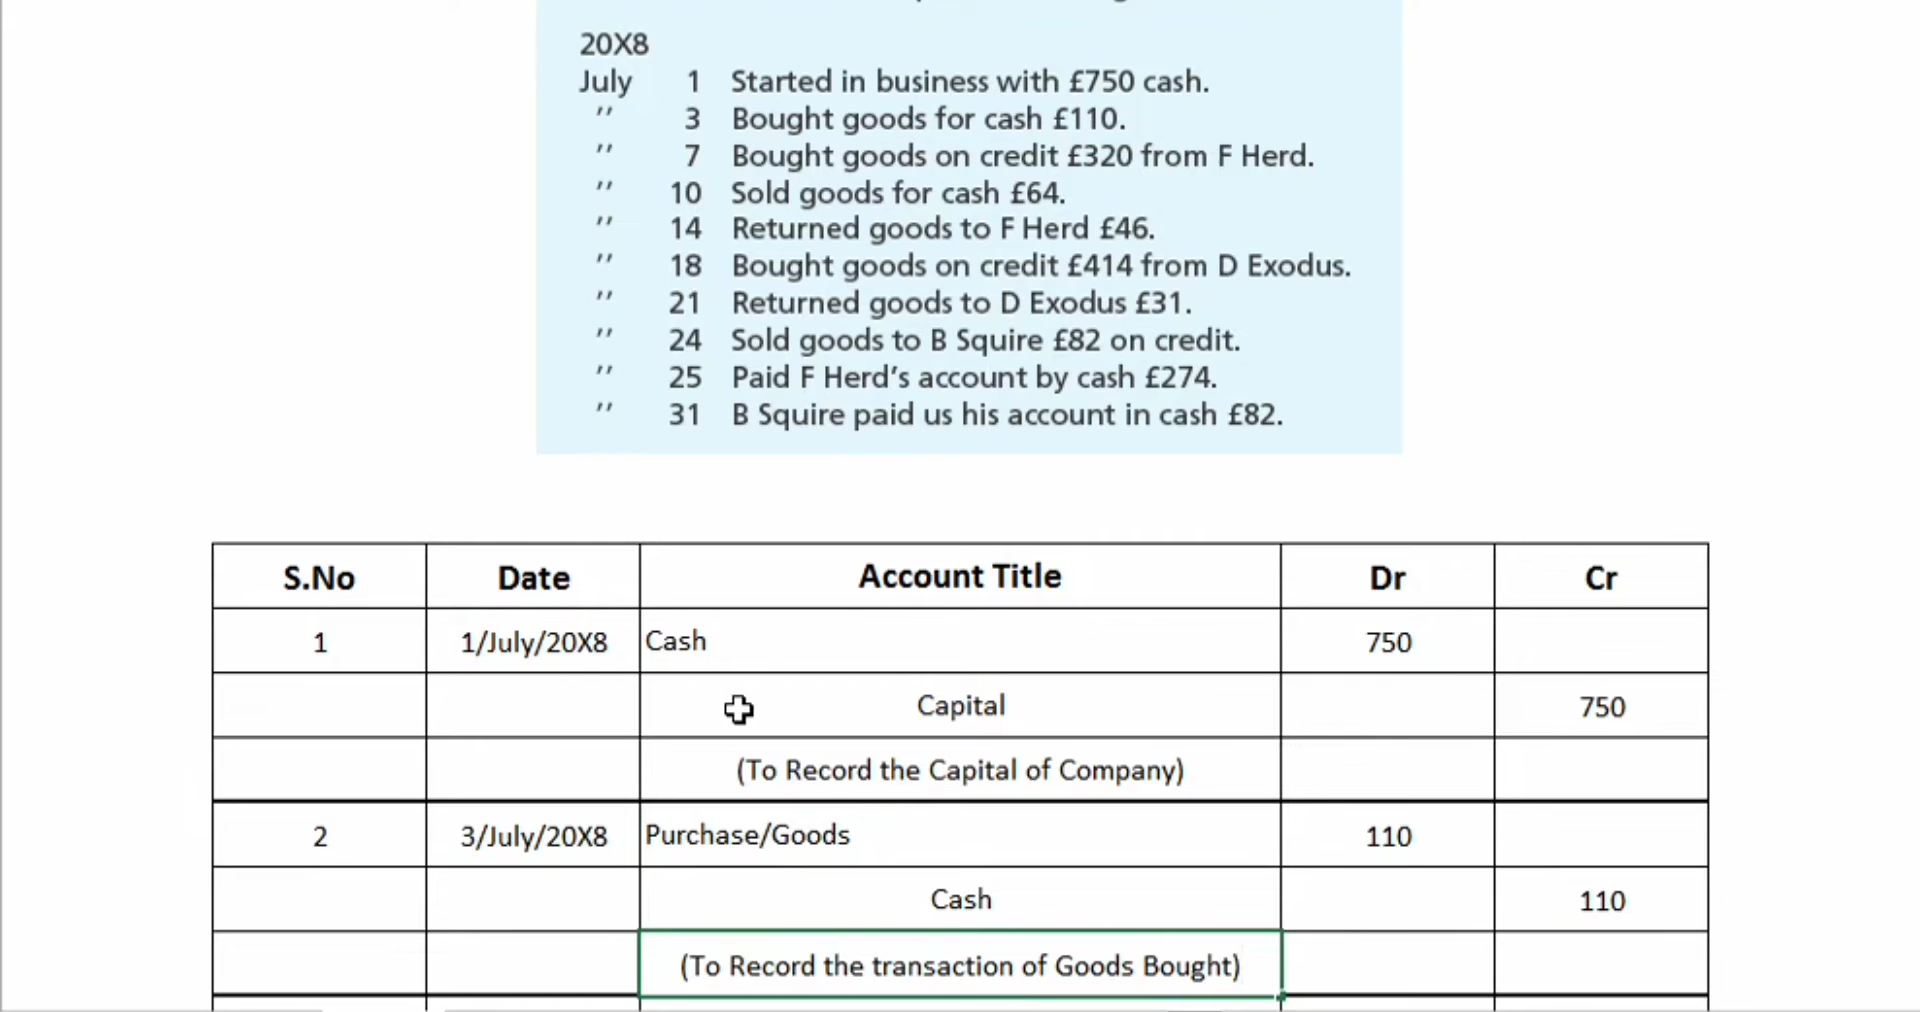 20X8
July 1 Started in business with £750 cash.
" 3 Bought goods for cash £110.
" 7 Bought goods on credit £320 from F Herd.
" 10 Sold goods for cash £64.
" 14 Returned goods to F Herd £46.
" 18 Bought goods on credit £414 from D Exodus.
" 21 Returned goods to D Exodus £31.
" 24 Sold goods to B Squire £82 on credit.
" 25 Paid F Herd's account by cash £274.
" 31 B Squire paid us his account in cash £82.
S.No Date Account Title Dr Cr
1 1/July/20X8 Cash 750
Capital 750
(To Record the Capital of Company)
2 3/July/20X8 Purchase/Goods 110
Cash 110
(To Record the transaction of Goods Bought)